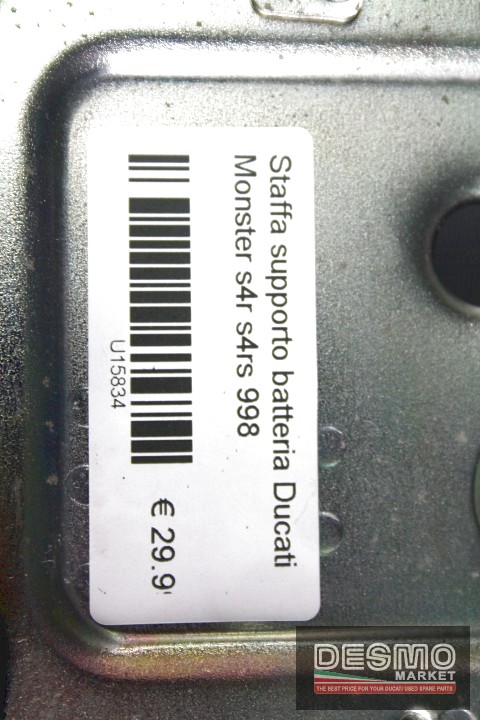 Staffa supporto batteria Ducati
Monster s4r s4rs 998
U15834
€ 29.9
DESMO
MARKET
THE BEST PRICE FOR YOUR DUCATI USED SPARE PARTS